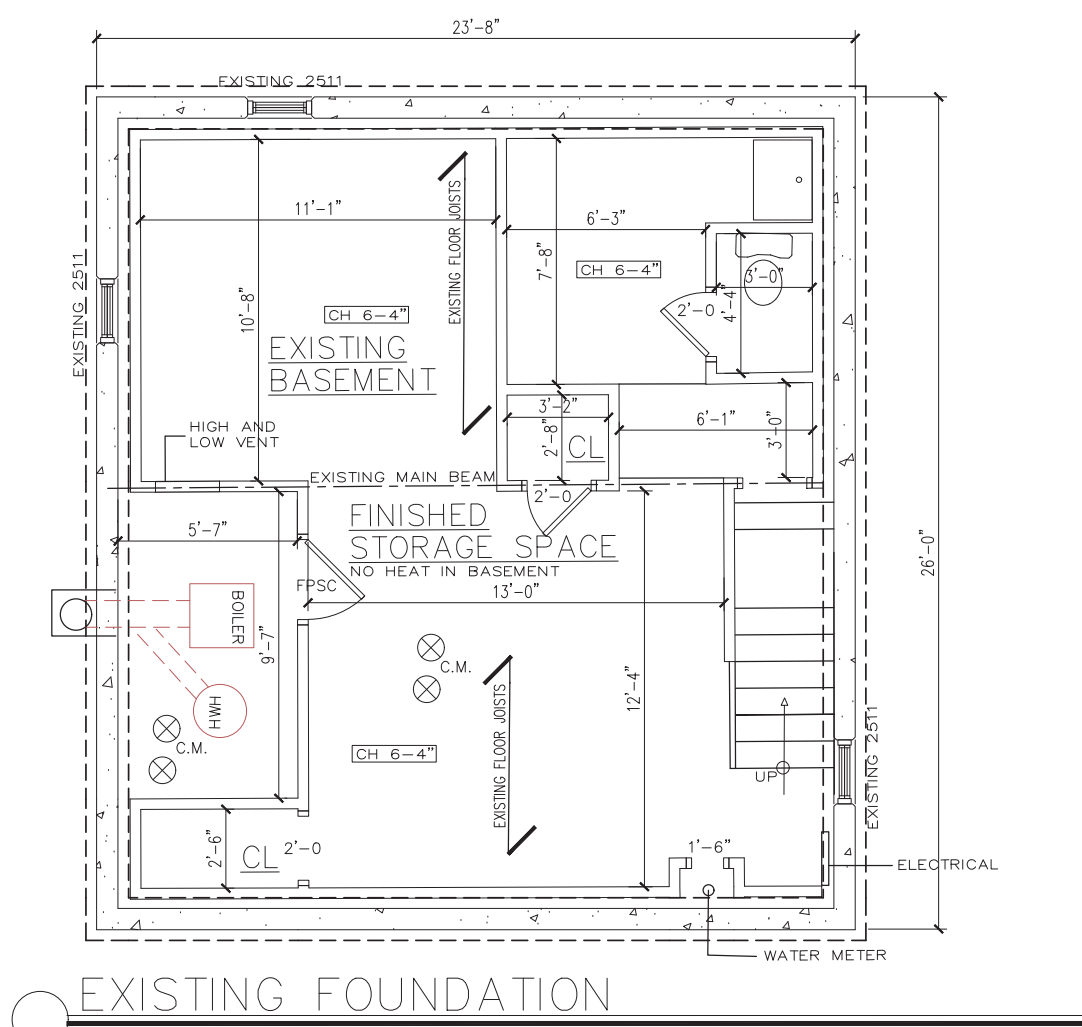 23'-8"
EXISTING 2511
11'-1"
EXISTING FLOOR JOISTS
6'-3"
7'-8"
CH 6-4"
3'-0"
4'-4"
2'-0
EXISTING 2511
10'-8"
CH 6-4"
EXISTING
BASEMENT
3'-2"
2'-8"
CL
6'-1"
3'-0"
HIGH AND
LOW VENT
EXISTING MAIN BEAM
2'-0
FINISHED
STORAGE SPACE
NO HEAT IN BASEMENT
5'-7"
26'-0"
FPSC
13'-0"
BOILER
9'-7"
C.M.
12'-4"
EXISTING FLOOR JOISTS
HWH
C.M.
CH 6-4"
UP
EXISTING 2511
2'-6"
CL
2'-0
1'-6"
ELECTRICAL
WATER METER
EXISTING FOUNDATION